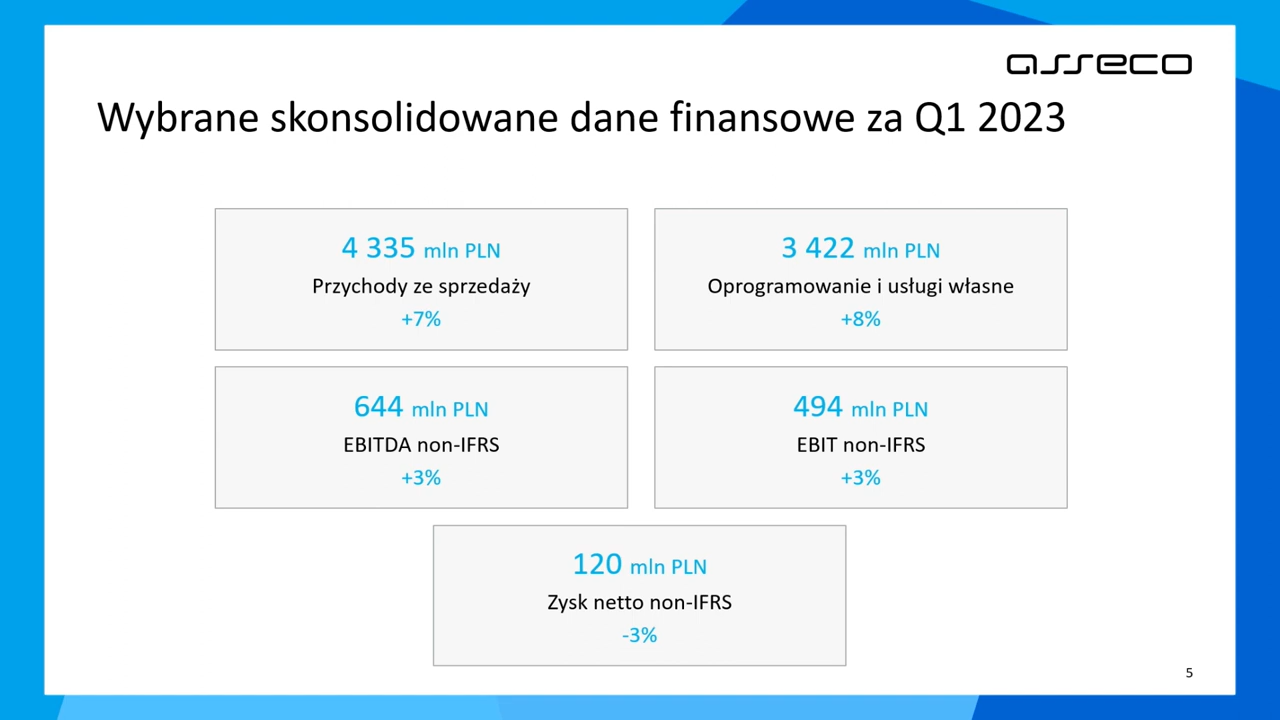 asseco
Wybrane skonsolidowane dane finansowe za Q1 2023
4 335 mln PLN
Przychody ze sprzedaży
+7%
3 422 mln PLN
Oprogramowanie i usługi własne
+8%
644 mln PLN
EBITDA non-IFRS
+3%
494 mln PLN
EBIT non-IFRS
+3%
120 mln PLN
Zysk netto non-IFRS
-3%
5